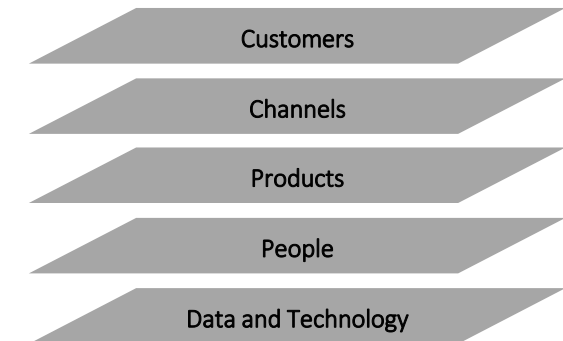 Customers
Channels
Products
People
Data and Technology